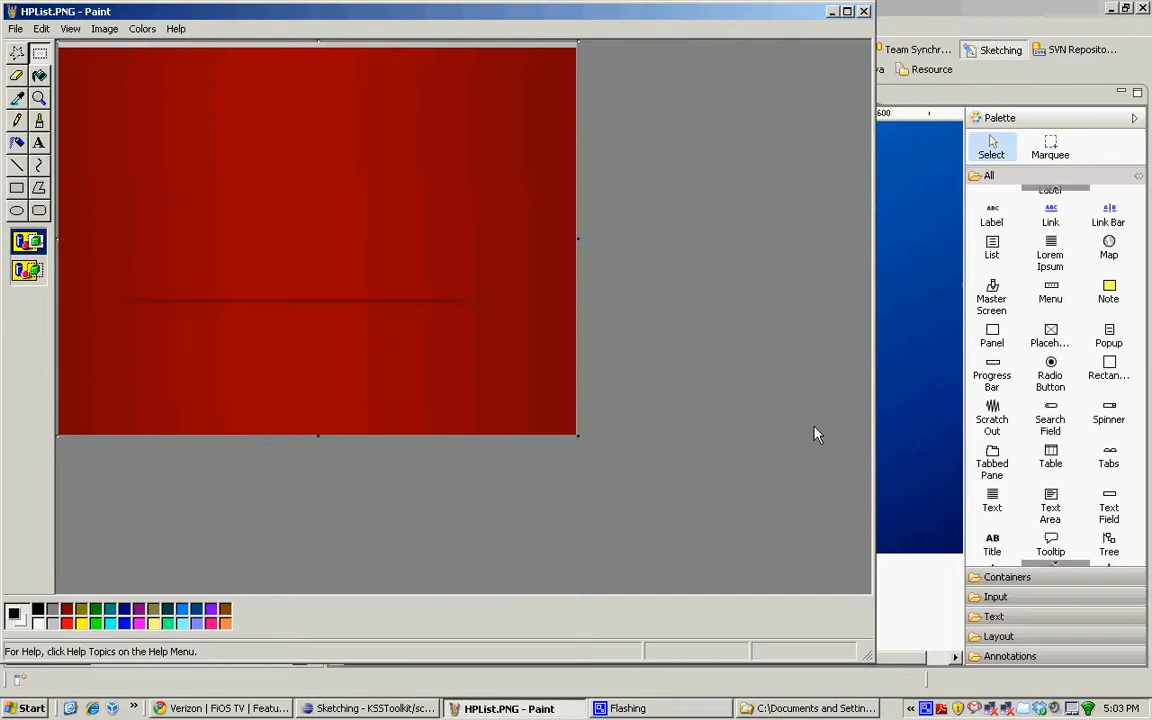 HPList.PNG - Paint
File Edit View Image Colors Help
Team Synchr... Sketching SVN Reposito...
va Resource
600
Palette
Select Marquee
All
Label
Label Link Link Bar
List Lorem Ipsum Map
Master Screen Menu Note
Panel Placeh... Popup
Progress Bar Radio Button Rectan...
Scratch Out Search Field Spinner
Tabbed Pane Table Tabs
Text Text Area Text Field
Title Tooltip Tree
Containers
Input
Text
Layout
Annotations
For Help, click Help Topics on the Help Menu.
Start Verizon | FiOS TV | Featu... Sketching - KSSToolkit/sc... HPList.PNG - Paint Flashing C:\Documents and Settin... 5:03 PM